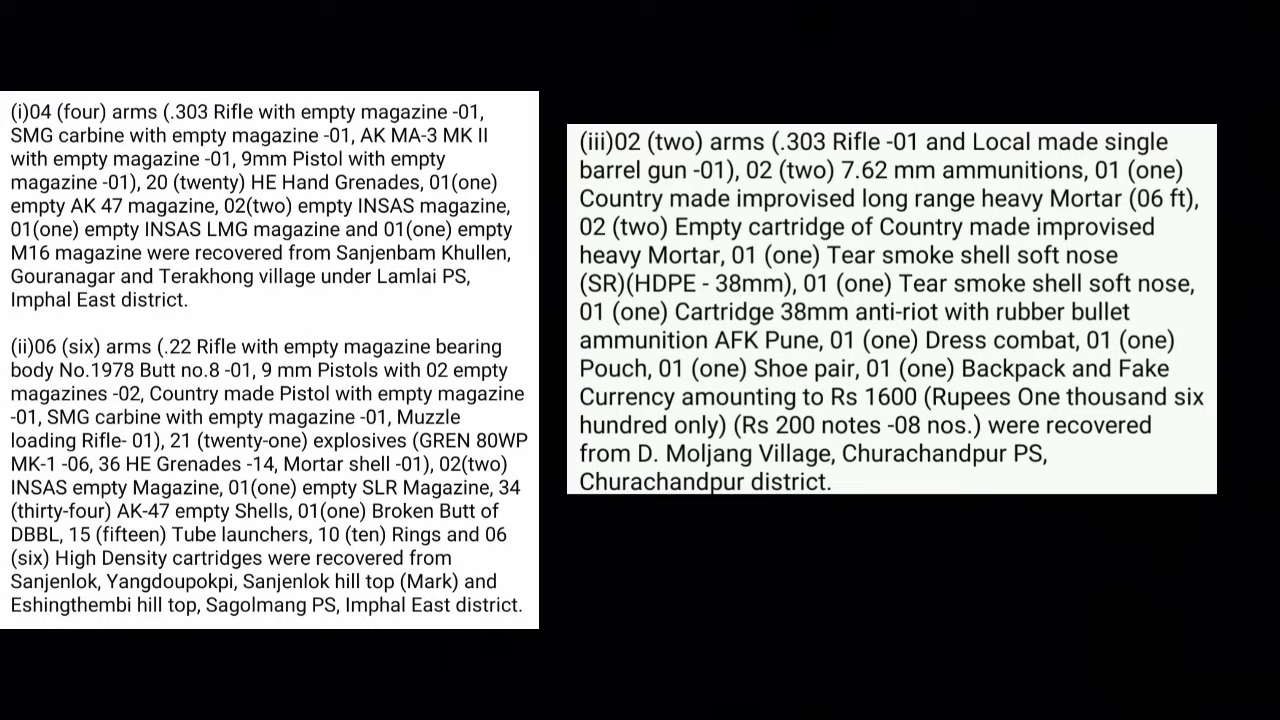 (i)04 (four) arms (.303 Rifle with empty magazine -01,
SMG carbine with empty magazine -01, AK MA-3 MK II
with empty magazine -01, 9mm Pistol with empty
magazine -01), 20 (twenty) HE Hand Grenades, 01(one)
empty AK 47 magazine, 02(two) empty INSAS magazine,
01(one) empty INSAS LMG magazine and 01(one) empty
M16 magazine were recovered from Sanjenbam Khullen,
Gouranagar and Terakhong village under Lamlai PS,
Imphal East district.
(ii)06 (six) arms (.22 Rifle with empty magazine bearing
body No.1978 Butt no.8 -01, 9 mm Pistols with 02 empty
magazines -02, Country made Pistol with empty magazine
-01, SMG carbine with empty magazine -01, Muzzle
loading Rifle- 01), 21 (twenty-one) explosives (GREN 80WP
MK-1 -06, 36 HE Grenades -14, Mortar shell -01), 02(two)
INSAS empty Magazine, 01(one) empty SLR Magazine, 34
(thirty-four) AK-47 empty Shells, 01(one) Broken Butt of
DBBL, 15 (fifteen) Tube launchers, 10 (ten) Rings and 06
(six) High Density cartridges were recovered from
Sanjenlok, Yangdoupokpi, Sanjenlok hill top (Mark) and
Eshingthembi hill top, Sagolmang PS, Imphal East district.
(iii)02 (two) arms (.303 Rifle -01 and Local made single
barrel gun -01), 02 (two) 7.62 mm ammunitions, 01 (one)
Country made improvised long range heavy Mortar (06 ft),
02 (two) Empty cartridge of Country made improvised
heavy Mortar, 01 (one) Tear smoke shell soft nose
(SR)(HDPE - 38mm), 01 (one) Tear smoke shell soft nose,
01 (one) Cartridge 38mm anti-riot with rubber bullet
ammunition AFK Pune, 01 (one) Dress combat, 01 (one)
Pouch, 01 (one) Shoe pair, 01 (one) Backpack and Fake
Currency amounting to Rs 1600 (Rupees One thousand six
hundred only) (Rs 200 notes -08 nos.) were recovered
from D. Moljang Village, Churachandpur PS,
Churachandpur district.